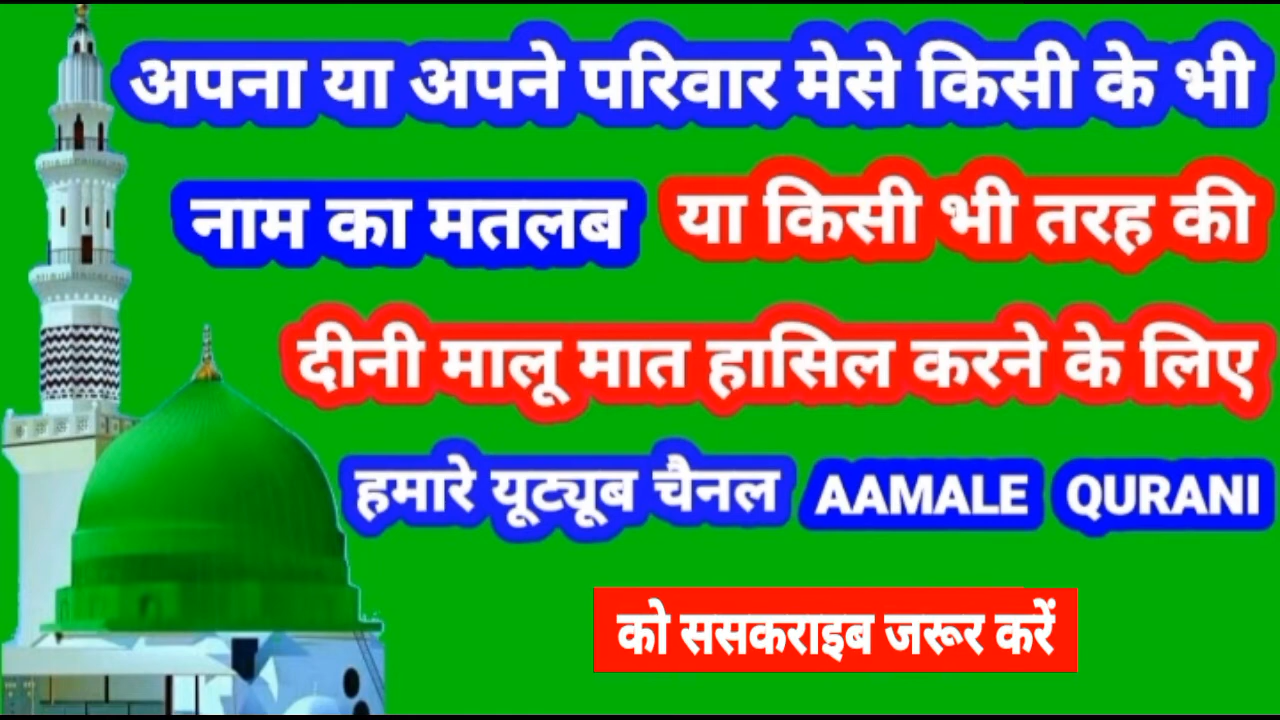 अपना या अपने परिवार मेसे किसी के भी
नाम का मतलब या किसी भी तरह की
दीनी मालू मात हासिल करने के लिए
हमारे यूट्यूब चैनल AAMALE QURANI
को ससकराइब जरूर करें